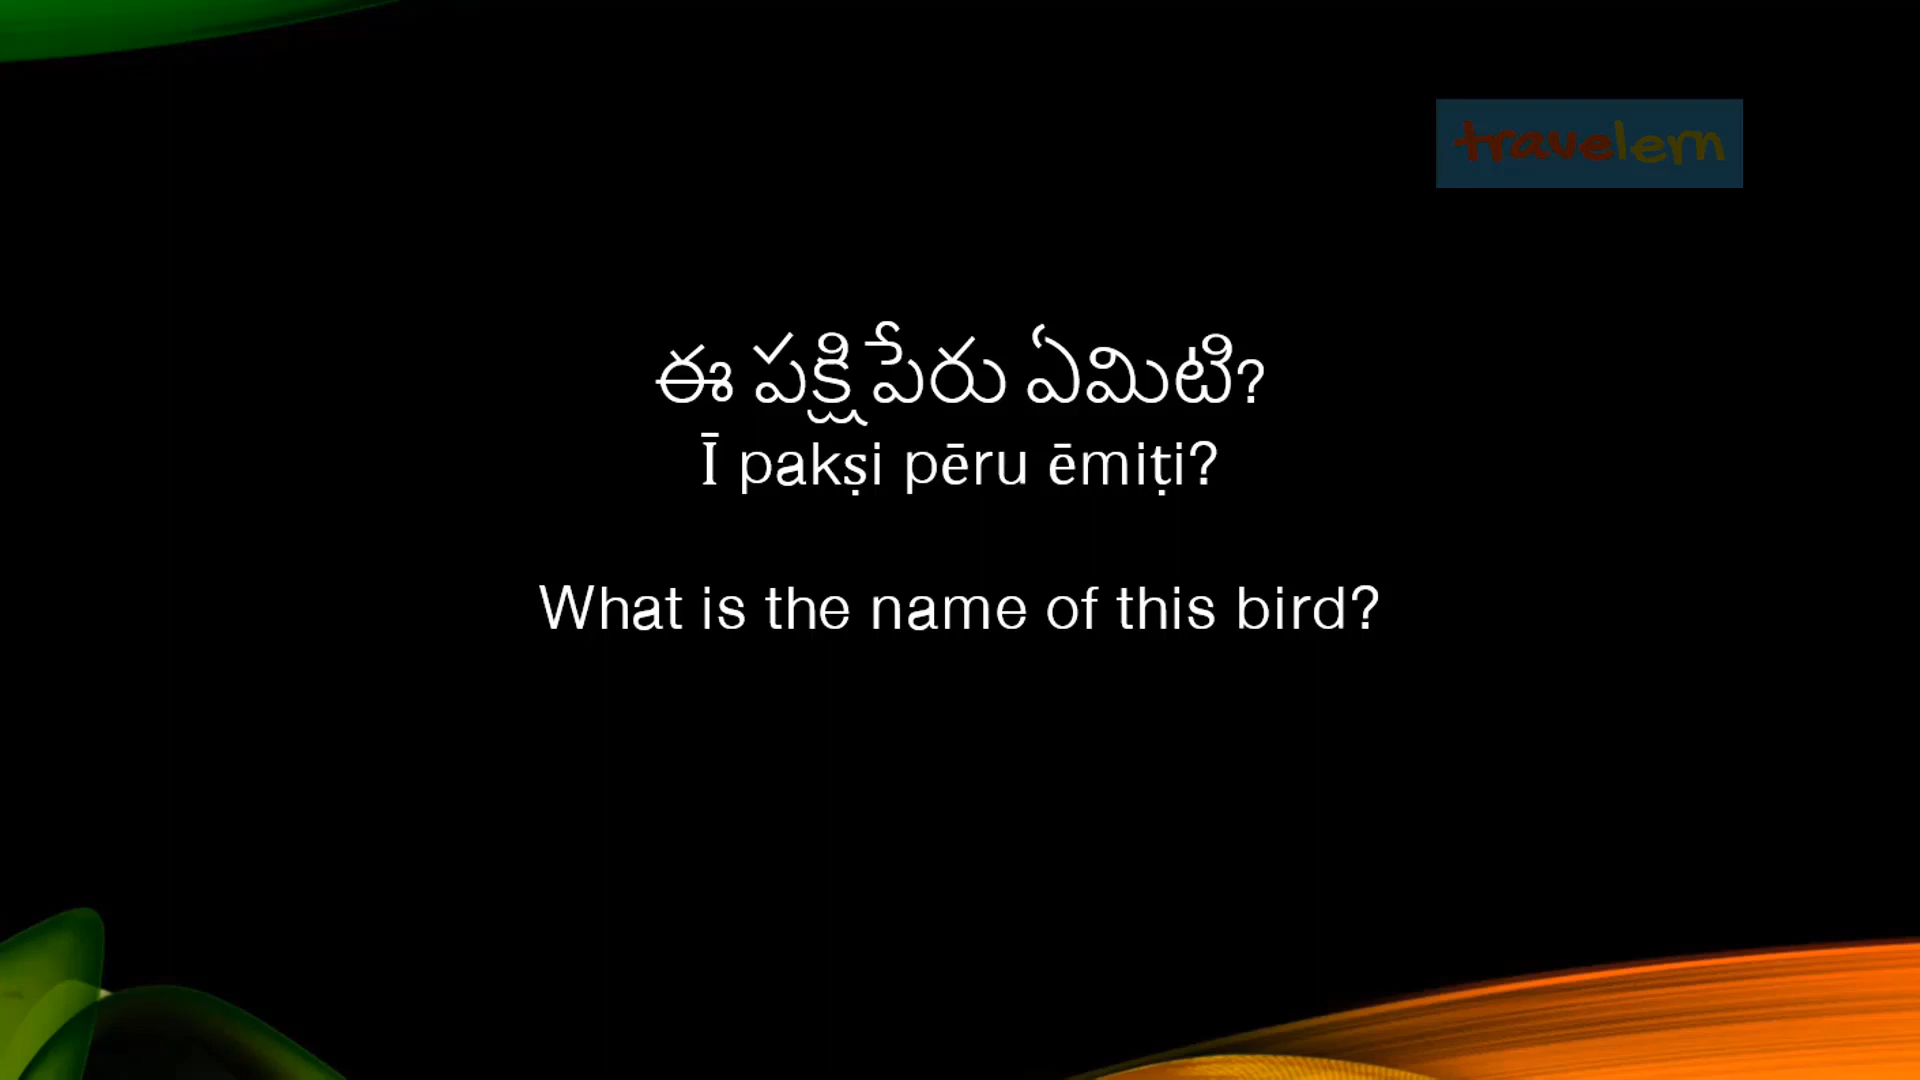 travelern
ఈ పక్షి పేరు ఏమిటి?
Ī pakṣi pēru ēmiṭi?
What is the name of this bird?